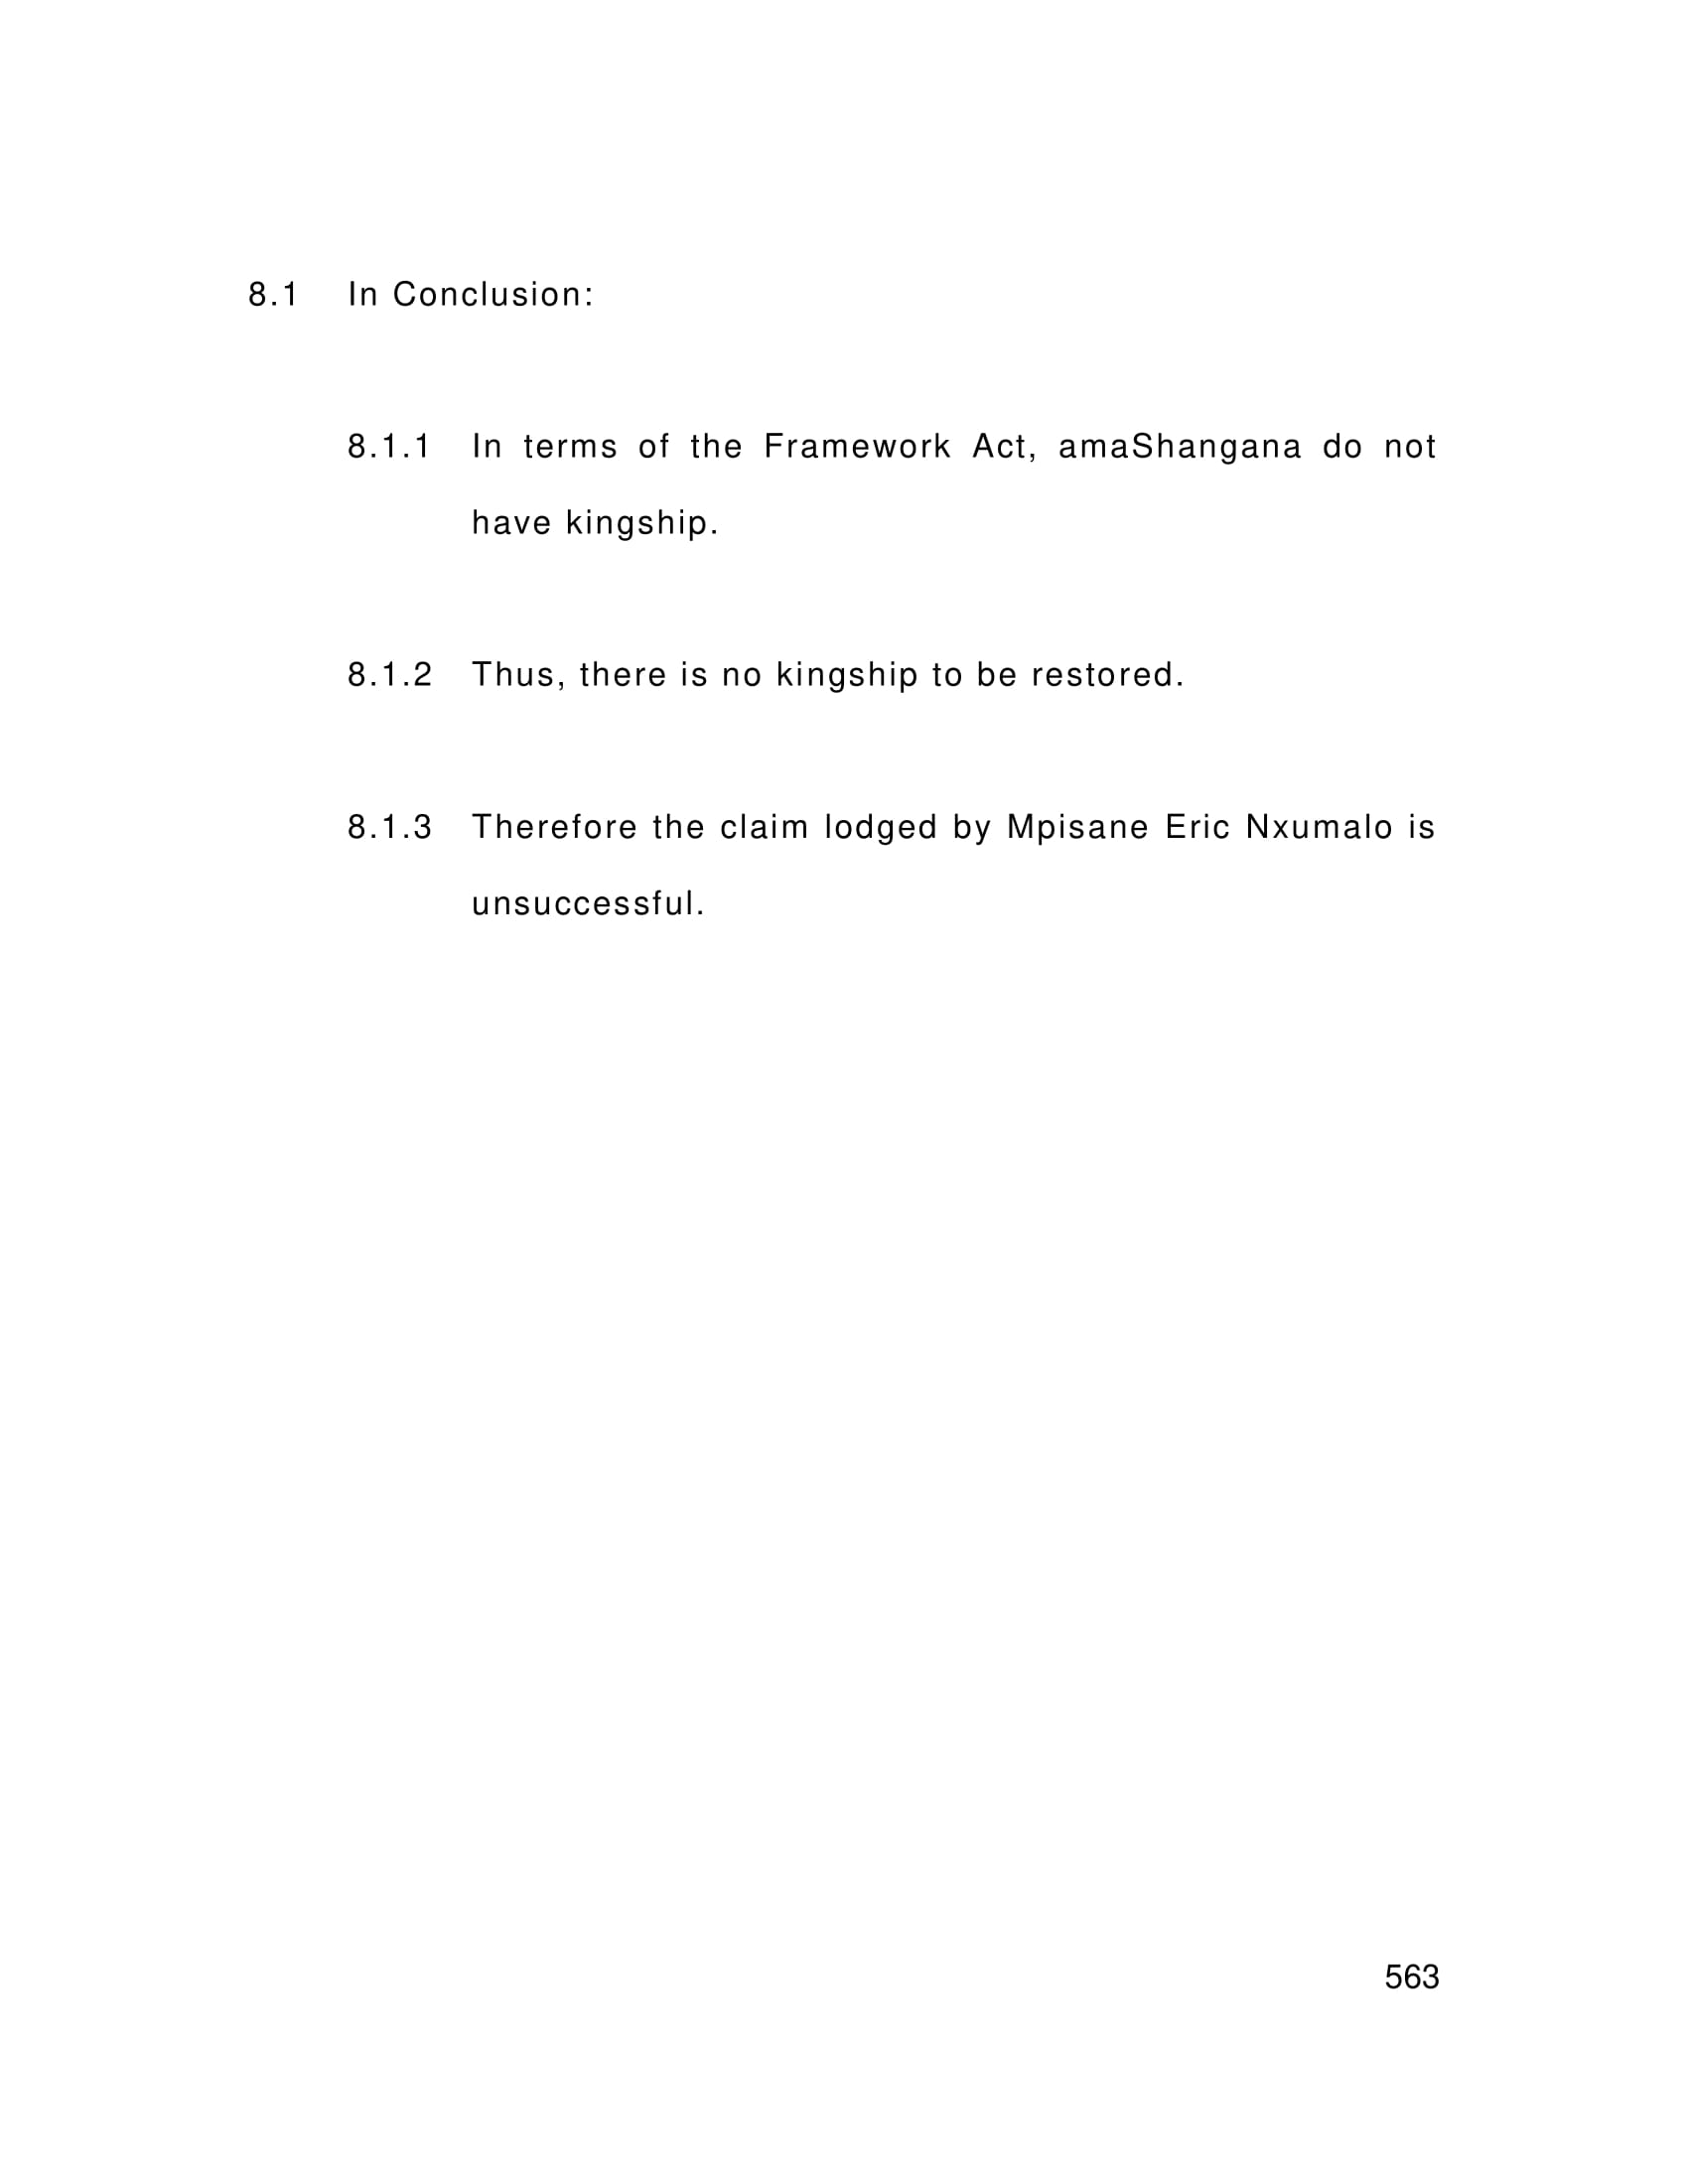 8.1 In Conclusion:
8.1.1 In terms of the Framework Act, amaShangana do not
have kingship.
8.1.2 Thus, there is no kingship to be restored.
8.1.3 Therefore the claim lodged by Mpisane Eric Nxumalo is
unsuccessful.
563